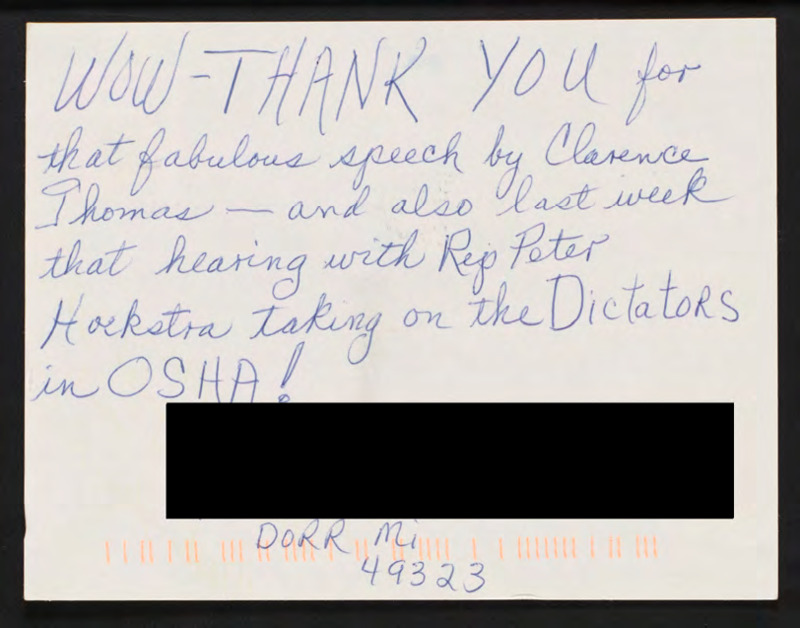 WOW-THANK YOU for
that fabulous speech by Clarence
Thomas — and also last week
that hearing with Rep Peter
Hoekstra taking on the DictatORS
in OSHA!
DORR Mi
49323